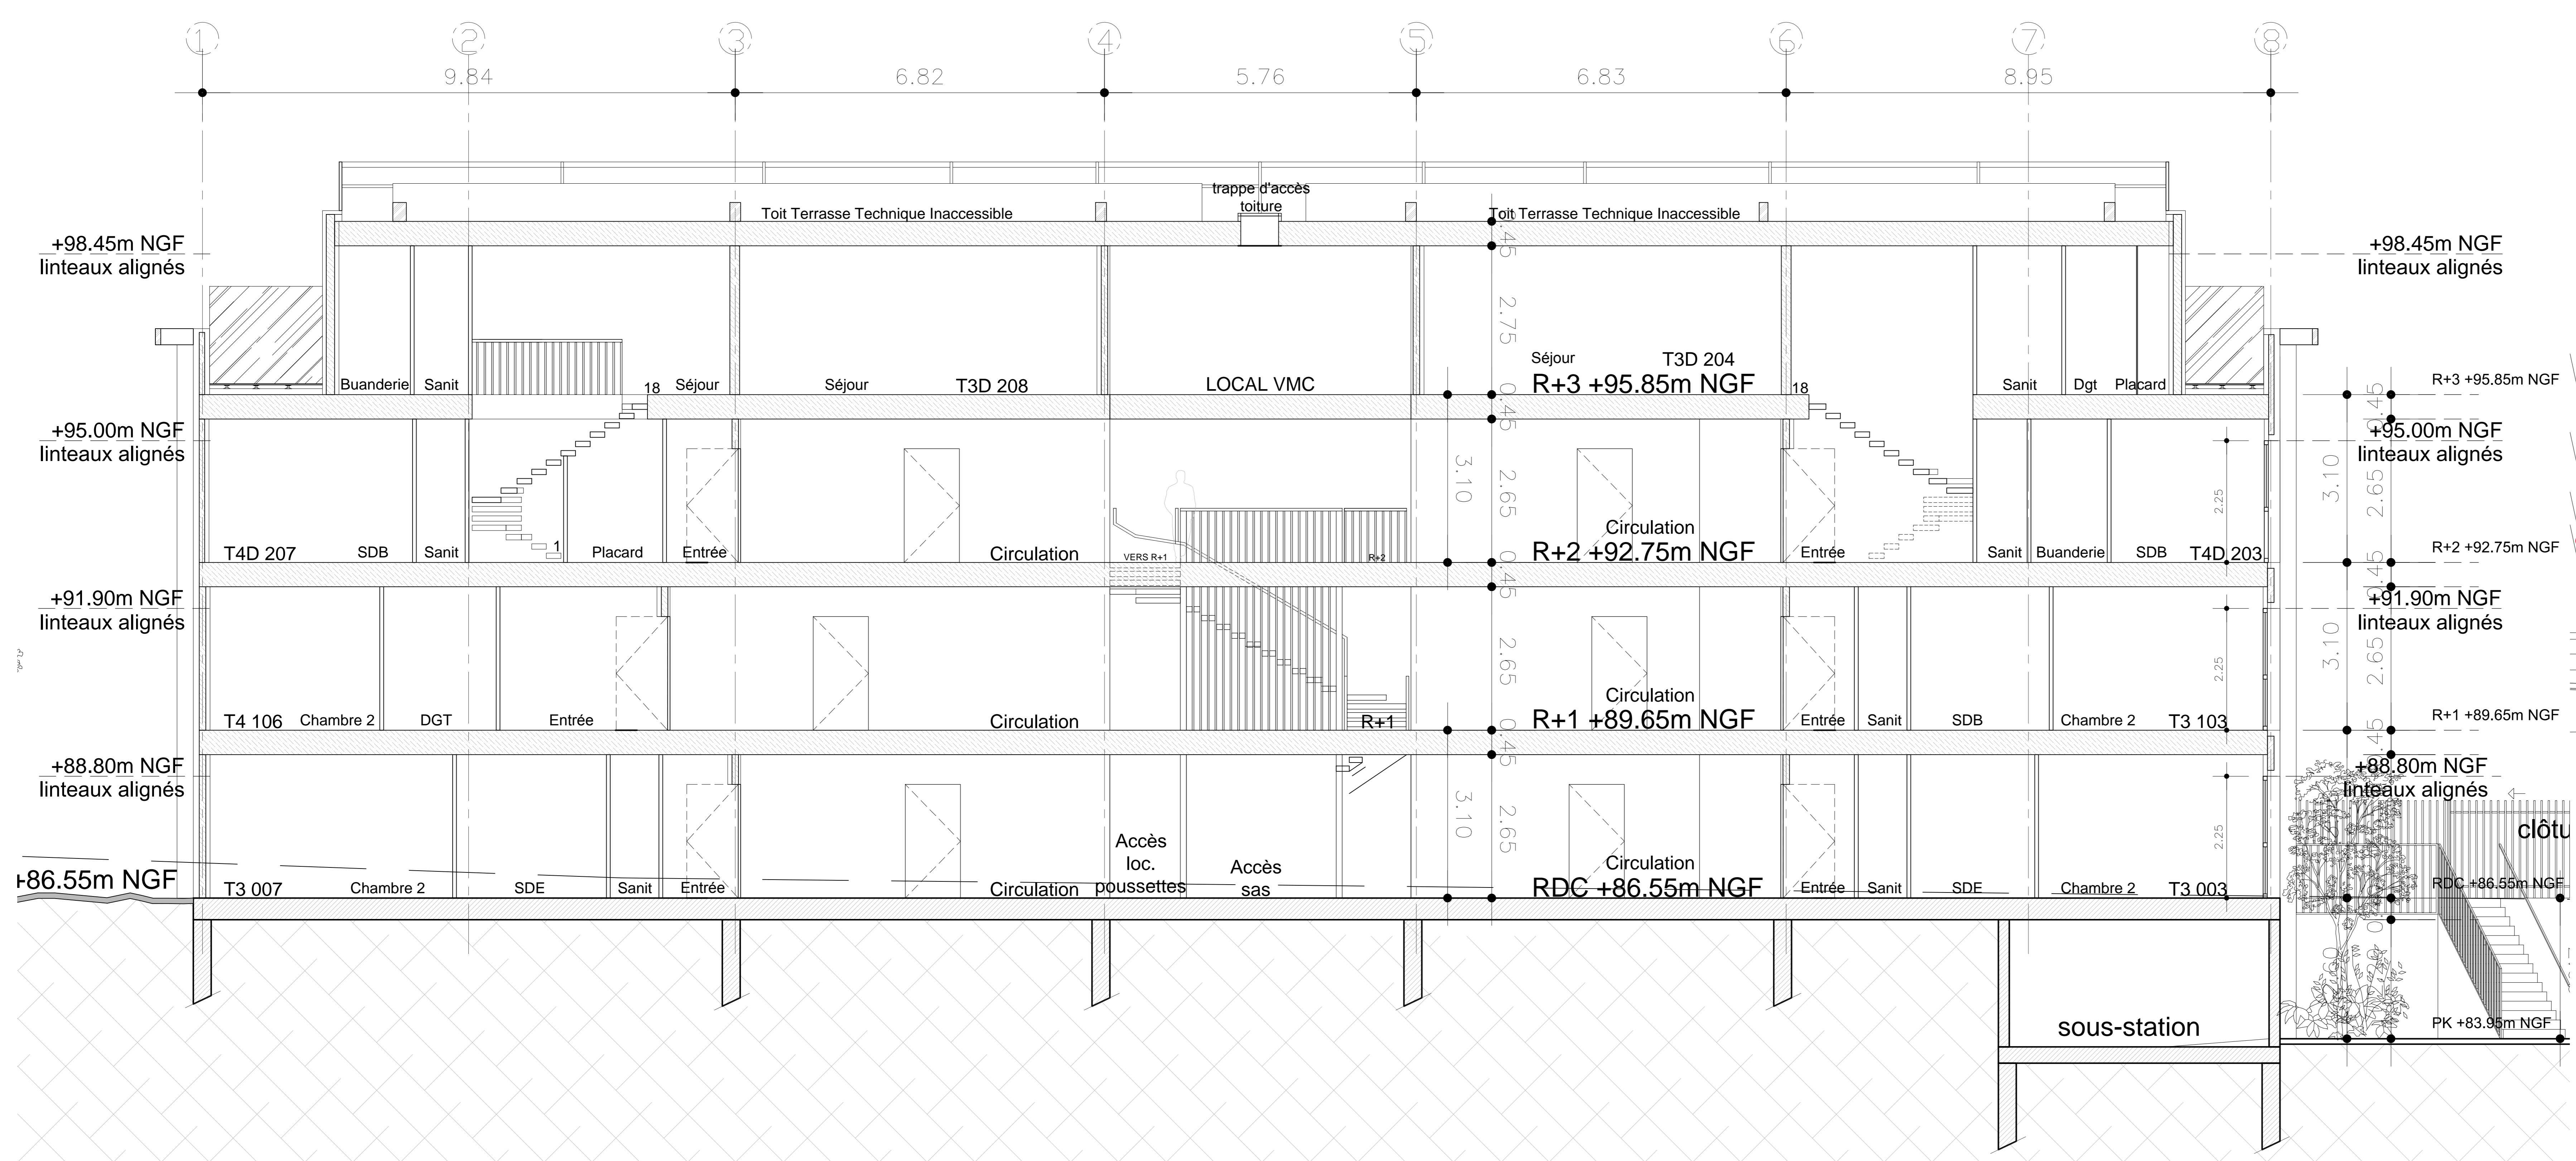 1 2 3 4 5 6 7 8
9.84 6.82 5.76 6.83 8.95
trappe d'accès
toiture
Toit Terrasse Technique Inaccessible
Toit Terrasse Technique Inaccessible
+98.45m NGF
linteaux alignés
+98.45m NGF
linteaux alignés
2.75
Buanderie Sanit 18 Séjour Séjour T3D 208 LOCAL VMC
Séjour T3D 204
R+3 +95.85m NGF
18 Sanit Dgt Placard
R+3 +95.85m NGF
0.45
0.45
+95.00m NGF
linteaux alignés
+95.00m NGF
linteaux alignés
3.10 2.65 2.25 3.10 2.65
T4D 207 SDB Sanit 1 Placard Entrée Circulation VERS R+1 R+2
Circulation
R+2 +92.75m NGF
Entrée Sanit Buanderie SDB T4D 203
R+2 +92.75m NGF
0.45
0.45
+91.90m NGF
linteaux alignés
+91.90m NGF
linteaux alignés
2.65 2.25 3.10 2.65
T4 106 Chambre 2 DGT Entrée Circulation R+1
Circulation
R+1 +89.65m NGF
Entrée Sanit SDB Chambre 2 T3 103
R+1 +89.65m NGF
0.45
0.45
+88.80m NGF
linteaux alignés
+88.80m NGF
linteaux alignés
3.10 2.65 2.25
clôtu
+86.55m NGF
T3 007 Chambre 2 SDE Sanit Entrée Circulation
Accès
loc.
poussettes
Accès
sas
Circulation
RDC +86.55m NGF
Entrée Sanit SDE Chambre 2 T3 003
RDC +86.55m NGF
sous-station
PK +83.95m NGF